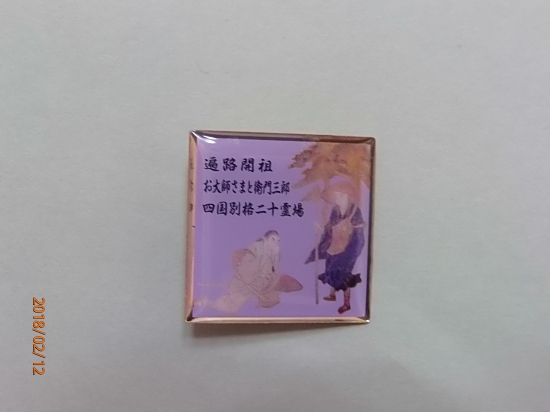 遍路開祖
お大師さまと衛門三郎
四国別格二十霊場
2018/02/12